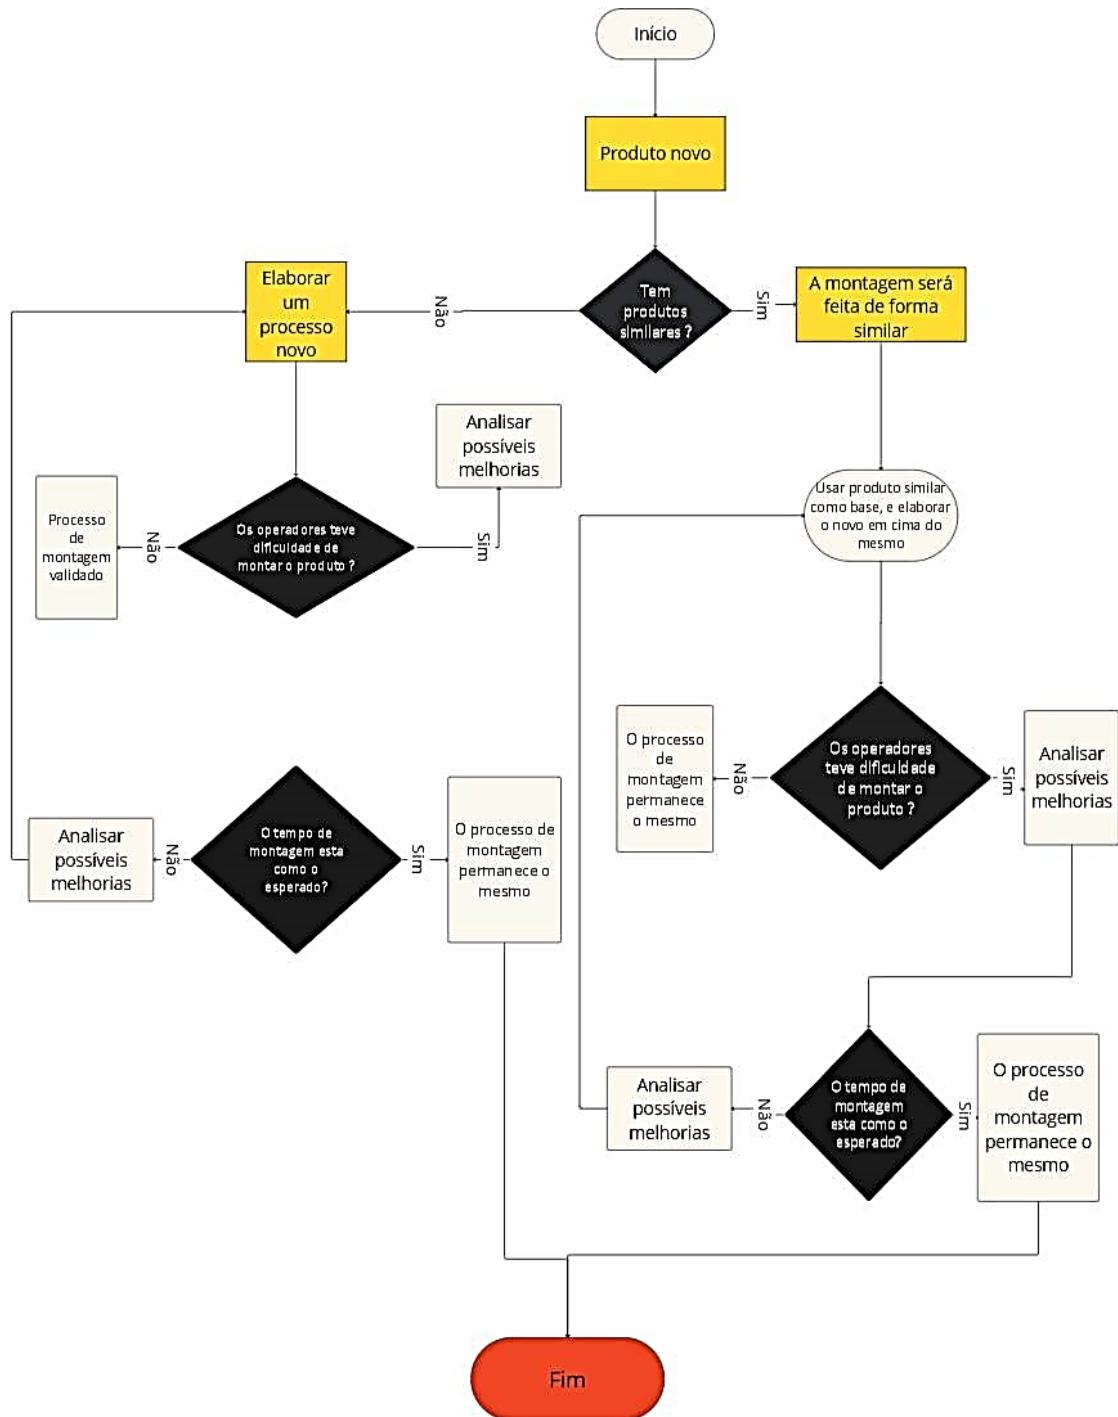 Início
Produto novo
Tem
produtos
similares ?
Não
Sim
Elaborar
um
processo
novo
A montagem será
feita de forma
similar
Analisar
possíveis
melhorias
Usar produto similar
como base, e elaborar
o novo em cima do
mesmo
Processo
de
montagem
validado
Não
Os operadores teve
dificuldade de
montar o produto ?
Sim
O processo
de
montagem
permanece
o mesmo
Não
Os operadores
teve dificuldade
de montar o
produto ?
Sim
Analisar
possíveis
melhorias
Analisar
possíveis
melhorias
Não
O tempo de
montagem esta
como o
esperado?
Sim
O processo de
montagem
permanece o
mesmo
Analisar
possíveis
melhorias
Não
O tempo de
montagem
esta como o
esperado?
Sim
O processo
de
montagem
permanece o
mesmo
Fim